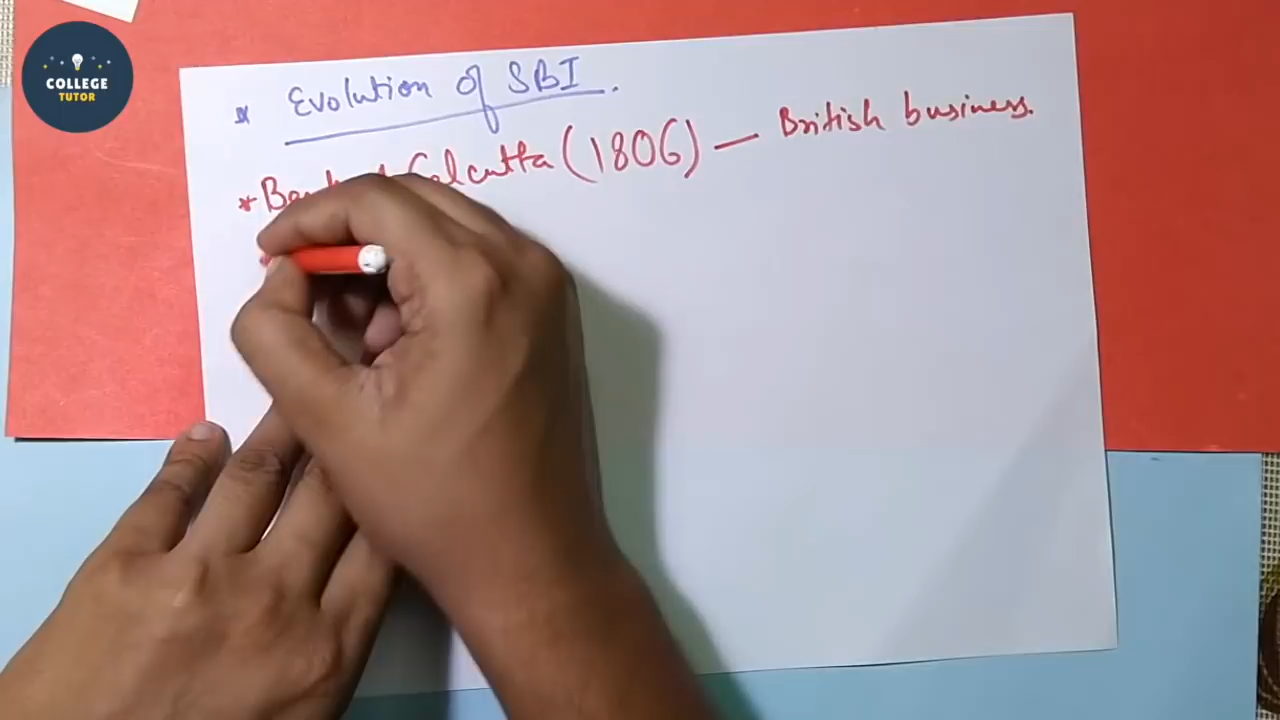 COLLEGE
TUTOR
* Evolution of SBI.
* Calcutta (1806) — British business.